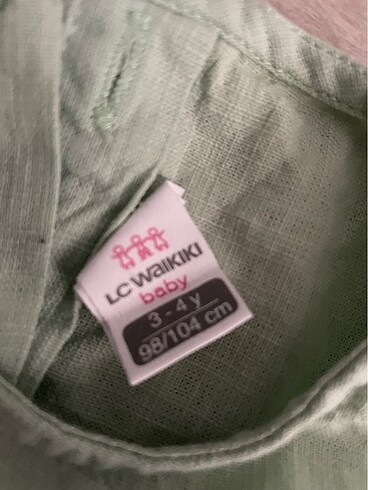 LC WAIKIKI
baby
3 - 4 y
98/104 cm